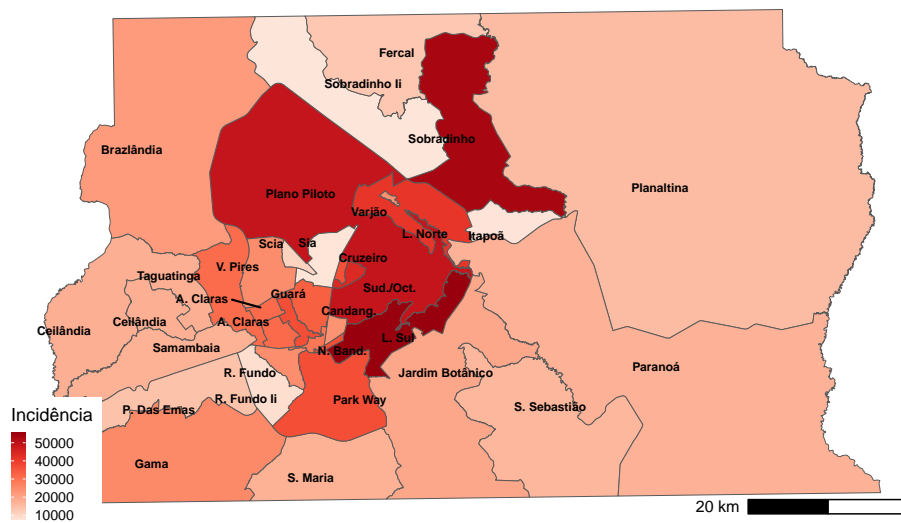 Fercal
Sobradinho Ii
Sobradinho
Brazlândia
Planaltina
Plano Piloto
Varjão
L. Norte
Itapoã
Scia
Sia
Cruzeiro
V. Pires
Taguatinga
Sud./Oct.
Guará
A. Claras
Candang.
Ceilândia
Ceilândia
A. Claras
L. Sul
Samambaia
N. Band.
Paranoá
R. Fundo
Jardim Botânico
R. Fundo Ii
Park Way
P. Das Emas
S. Sebastião
Gama
S. Maria
Incidência
50000
40000
30000
20000
10000
20 km